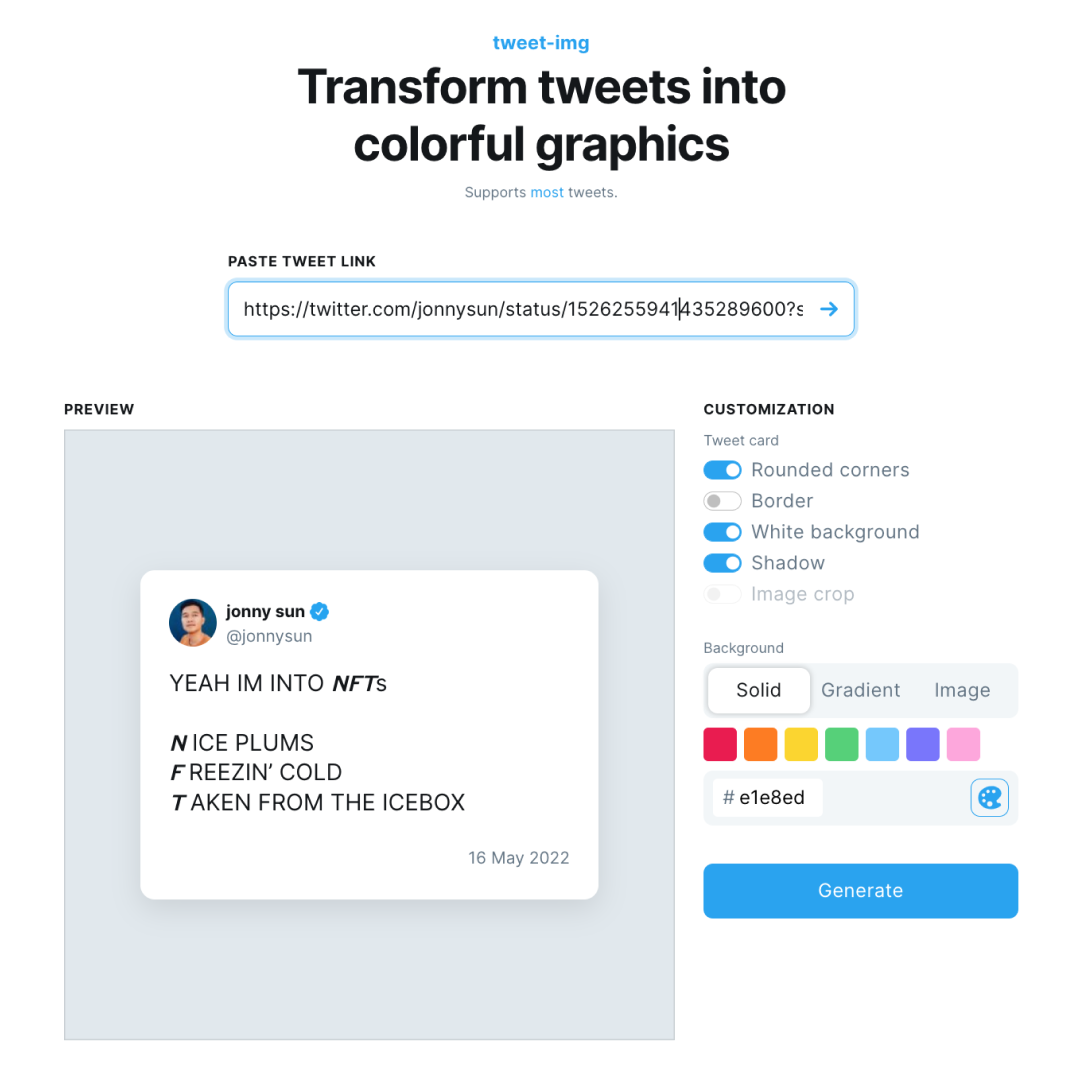 tweet-img
Transform tweets into
colorful graphics
Supports most tweets.
PASTE TWEET LINK
https://twitter.com/jonnysun/status/1526255941435289600?s
PREVIEW
jonny sun
@jonnysun
YEAH IM INTO NFTs
N ICE PLUMS
F REEZIN’ COLD
T AKEN FROM THE ICEBOX
16 May 2022
CUSTOMIZATION
Tweet card
Rounded corners
Border
White background
Shadow
Image crop
Background
Solid Gradient Image
# e1e8ed
Generate